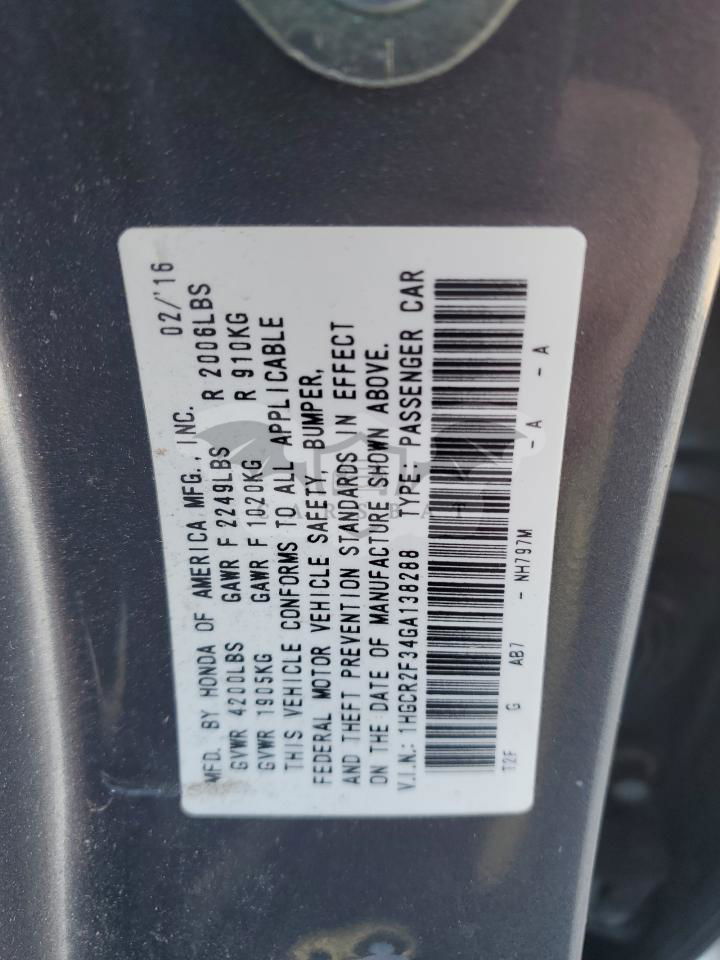 MFD. BY HONDA OF AMERICA MFG., INC. 02/'16
GVWR 4200LBS GAWR F 2249LBS R 2006LBS
GVWR 1905KG GAWR F 1020KG R 910KG
THIS VEHICLE CONFORMS TO ALL APPLICABLE
FEDERAL MOTOR VEHICLE SAFETY, BUMPER,
AND THEFT PREVENTION STANDARDS IN EFFECT
ON THE DATE OF MANUFACTURE SHOWN ABOVE.
V.I.N.: 1HGCR2F34GA138288 TYPE: PASSENGER CAR
T2F G AB7 - NH797M - A - A
CARSBAT